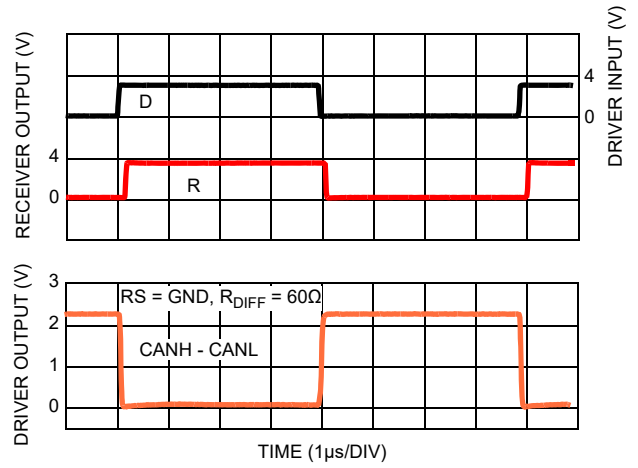 RECEIVER OUTPUT (V)
4
0
D
R
4
0
DRIVER INPUT (V)
DRIVER OUTPUT (V)
3
2
1
0
RS = GND, RDIFF = 60Ω
CANH - CANL
TIME (1µs/DIV)